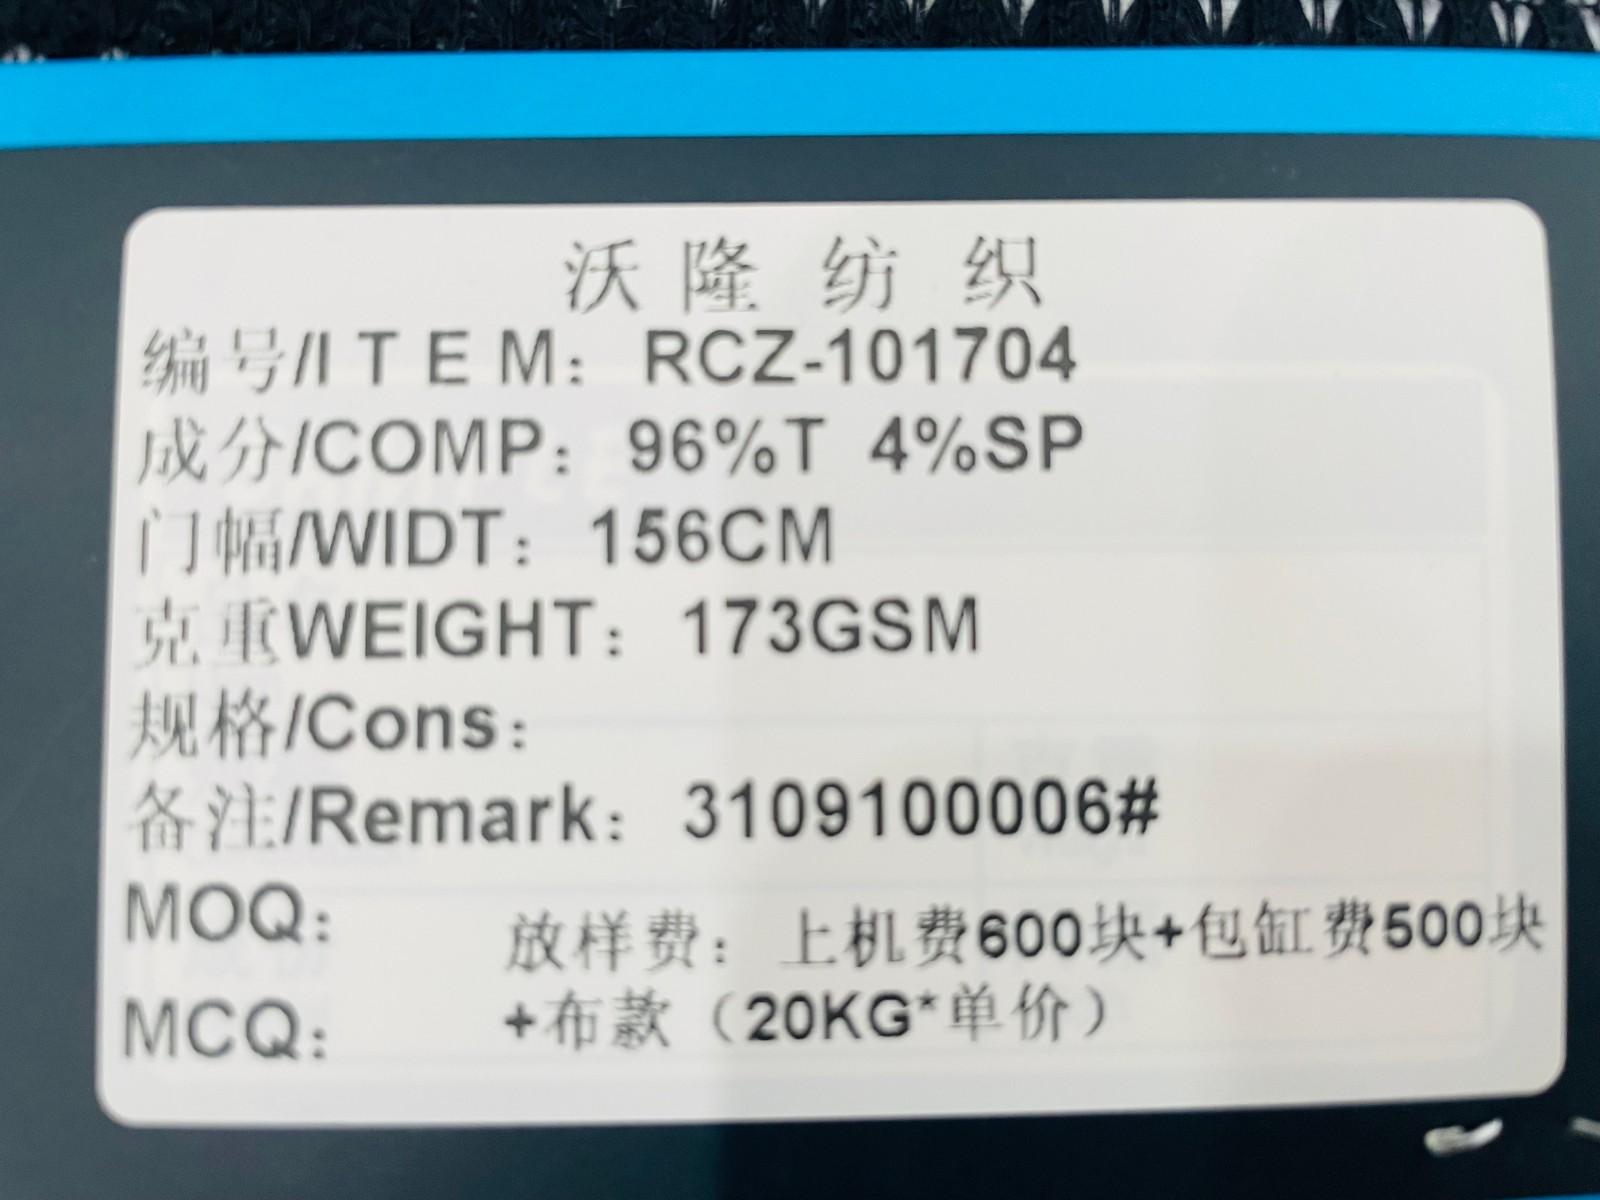 沃隆纺织
编号/I T E M：RCZ-101704
成分/COMP：96%T 4%SP
门幅/WIDT：156CM
克重WEIGHT：173GSM
规格/Cons：
备注/Remark：3109100006#
MOQ：
放样费：上机费600块+包缸费500块
+布款（20KG*单价）
MCQ：